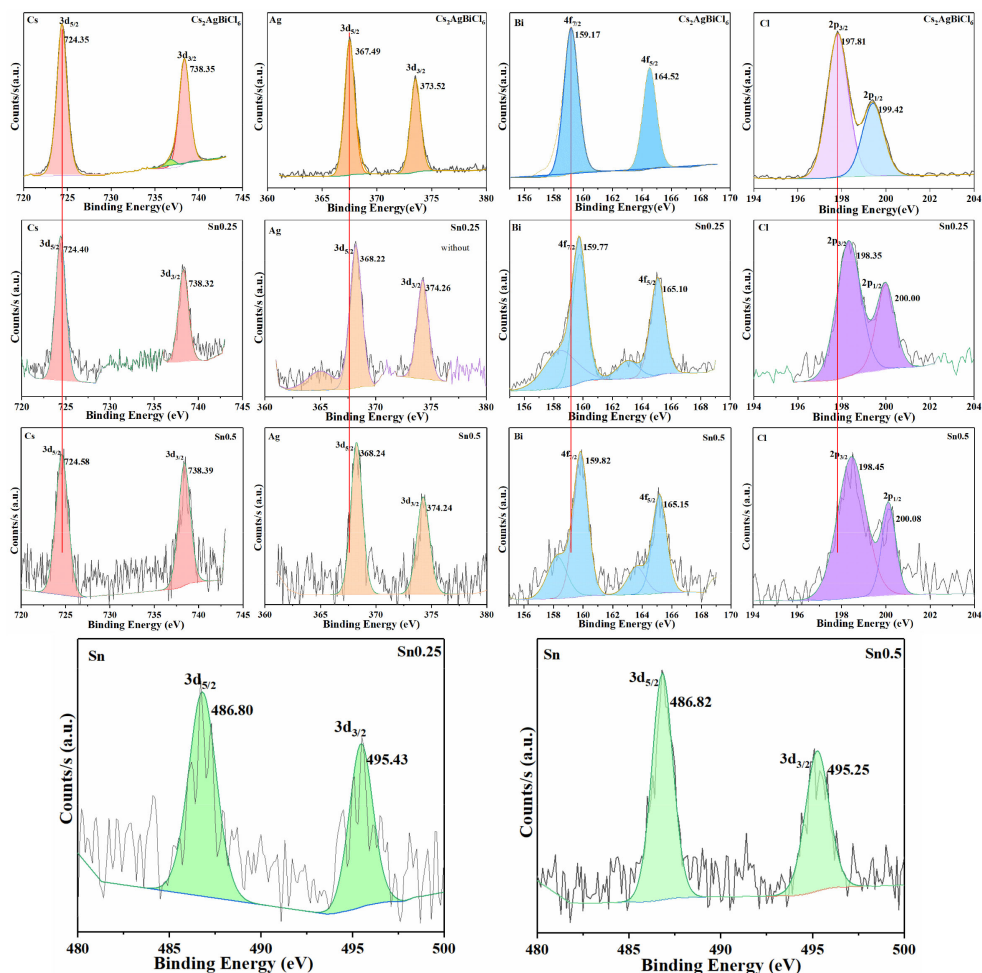 Cs
3d5/2
724.35
3d3/2
738.35
Cs2AgBiCl6
Counts/s(a.u.)
720 725 730 735 740 745
Binding Energy(eV)
Ag
3d5/2
367.49
3d3/2
373.52
Cs2AgBiCl6
Counts/s(a.u.)
360 365 370 375 380
Binding Energy(eV)
Bi
4f7/2
159.17
4f5/2
164.52
Cs2AgBiCl6
Counts/s(a.u.)
156 158 160 162 164 166 168 170
Binding Energy(eV)
Cl
2p3/2
197.81
2p1/2
199.42
Cs2AgBiCl6
Counts/s(a.u.)
194 196 198 200 202 204
Binding Energy(eV)
Cs
3d5/2
724.40
3d3/2
738.32
Sn0.25
Counts/s (a.u.)
720 725 730 735 740 745
Binding Energy (eV)
Ag
3d5/2
368.22
3d3/2
374.26
Sn0.25
without
Counts/s (a.u.)
360 365 370 375 380
Binding Energy (eV)
Bi
4f7/2
159.77
4f5/2
165.10
Sn0.25
Counts/s (a.u.)
156 158 160 162 164 166 168 170
Binding Energy (eV)
Cl
2p3/2
198.35
2p1/2
200.00
Sn0.25
Counts/s (a.u.)
194 196 198 200 202 204
Binding Energy (eV)
Cs
3d5/2
724.58
3d3/2
738.39
Sn0.5
Counts/s (a.u.)
720 725 730 735 740 745
Binding Energy (eV)
Ag
3d5/2
368.24
3d3/2
374.24
Sn0.5
Counts/s (a.u.)
360 365 370 375 380
Binding Energy (eV)
Bi
4f7/2
159.82
4f5/2
165.15
Sn0.5
Counts/s (a.u.)
156 158 160 162 164 166 168 170
Binding Energy (eV)
Cl
2p3/2
198.45
2p1/2
200.08
Sn0.5
Counts/s (a.u.)
194 196 198 200 202 204
Binding Energy (eV)
Sn
3d5/2
486.80
3d3/2
495.43
Sn0.25
Counts/s (a.u.)
480 485 490 495 500
Binding Energy (eV)
Sn
3d5/2
486.82
3d3/2
495.25
Sn0.5
Counts/s (a.u.)
480 485 490 495 500
Binding Energy (eV)